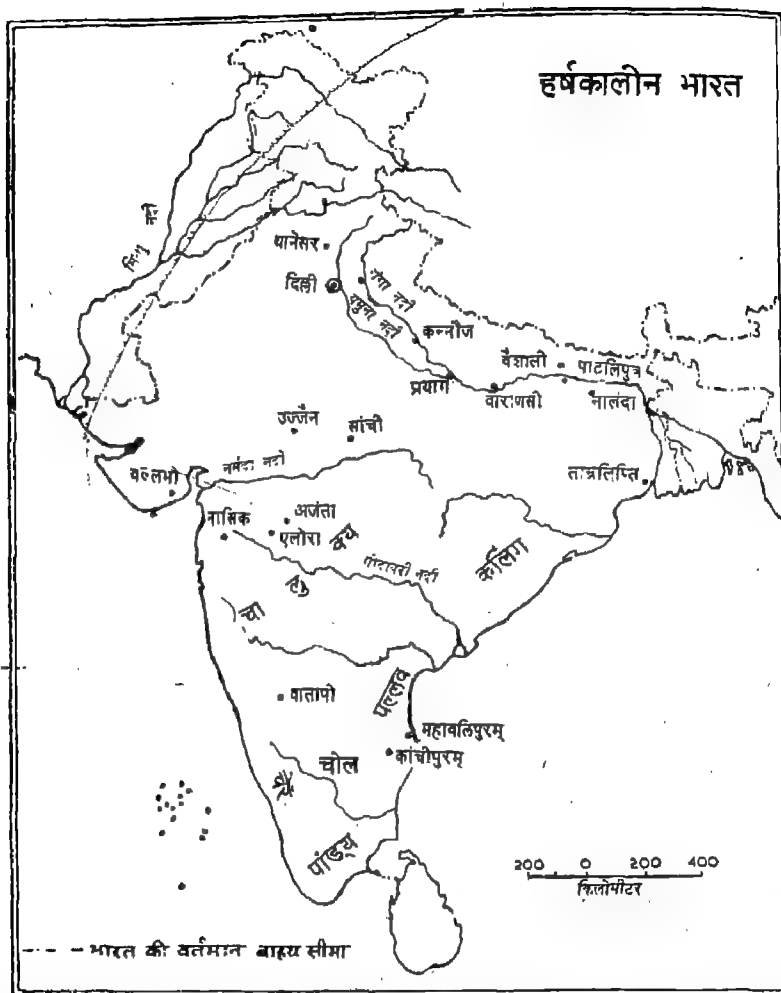 हर्षकालीन भारत
सिन्धु नदी
थानेसर
दिल्ली
गंगा नदी
यमुना नदी
कन्नौज
वैशाली
पाटलिपुत्र
प्रयाग
वाराणसी
नालंदा
उज्जैन
सांची
नर्मदा नदी
वल्लभी
ताम्रलिप्ति
अजंता
नासिक
एलोरा
चालुक्य
गोदावरी नदी
कलिंग
वातापी
पल्लव
महाबलिपुरम्
कांचीपुरम्
चोल
पांड्य
200 0 200 400
किलोमीटर
भारत की वर्तमान बाह्य सीमा